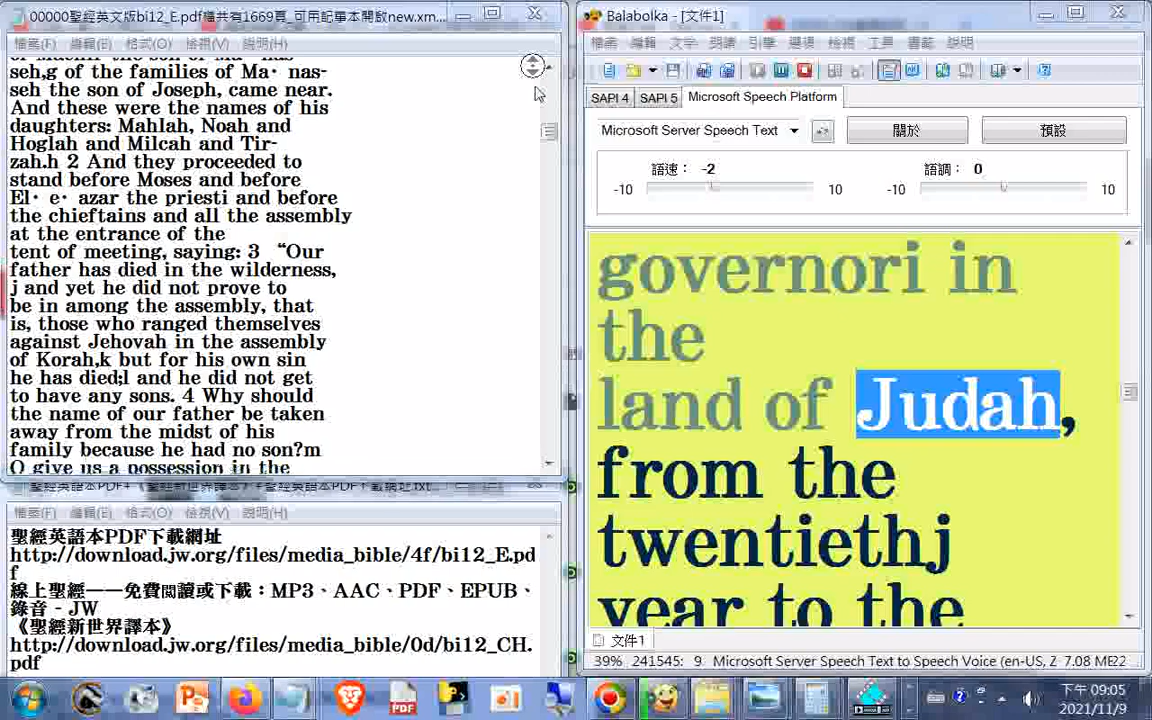 00000聖經英文版bi12_E.pdf檔共有1669頁_可用記事本開啟new.xm...
檔案(F) 編輯(E) 格式(O) 檢視(V) 說明(H)
seh,g of the families of Ma· nas-
seh the son of Joseph, came near.
And these were the names of his
daughters: Mahlah, Noah and
Hoglah and Milcah and Tir-
zah.h 2 And they proceeded to
stand before Moses and before
El· e· azar the priesti and before
the chieftains and all the assembly
at the entrance of the
tent of meeting, saying: 3 “Our
father has died in the wilderness,
j and yet he did not prove to
be in among the assembly, that
is, those who ranged themselves
against Jehovah in the assembly
of Korah,k but for his own sin
he has died;l and he did not get
to have any sons. 4 Why should
the name of our father be taken
away from the midst of his
family because he had no son?m
O give us a possession in the
檔案(F) 編輯(E) 格式(O) 檢視(V) 說明(H)
聖經英語本PDF下載網址
http://download.jw.org/files/media_bible/4f/bi12_E.pd
f
線上聖經──免費閱讀或下載：MP3、AAC、PDF、EPUB、
錄音 - JW
《聖經新世界譯本》
http://download.jw.org/files/media_bible/0d/bi12_CH.
pdf
Balabolka - [文件1]
檔案 編輯 文字 朗讀 引擎 選項 檢視 工具 書籤 說明
SAPI 4 SAPI 5 Microsoft Speech Platform
Microsoft Server Speech Text 關於 預設
語速： -2 語調： 0
-10 10 -10 10
governori in
the
land of Judah,
from the
twentiethj
year to the
文件1
39% 241545: 9 Microsoft Server Speech Text to Speech Voice (en-US, Z 7.08 ME22
下午 09:05
2021/11/9